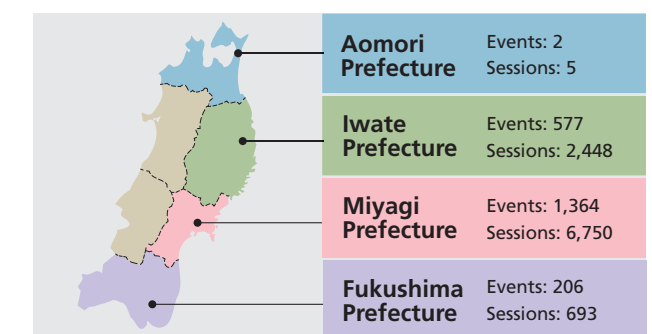 Aomori
Prefecture
Events: 2
Sessions: 5
Iwate
Prefecture
Events: 577
Sessions: 2,448
Miyagi
Prefecture
Events: 1,364
Sessions: 6,750
Fukushima
Prefecture
Events: 206
Sessions: 693